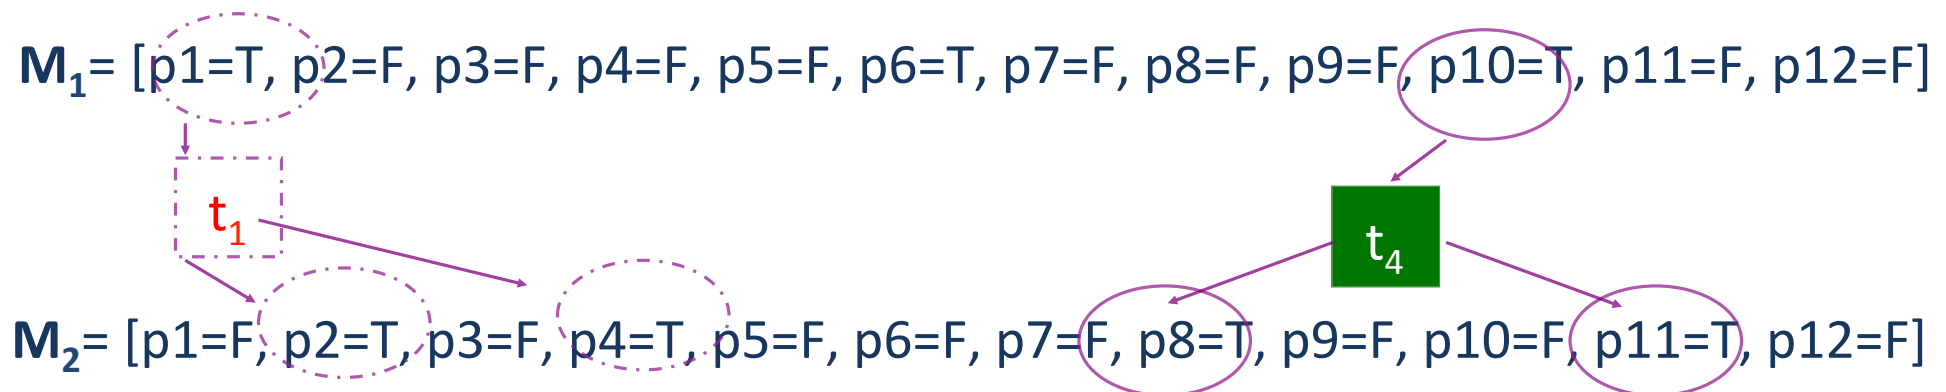 M1= [p1=T, p2=F, p3=F, p4=F, p5=F, p6=T, p7=F, p8=F, p9=F, p10=T, p11=F, p12=F]
t1
t4
M2= [p1=F, p2=T, p3=F, p4=T, p5=F, p6=F, p7=F, p8=T, p9=F, p10=F, p11=T, p12=F]